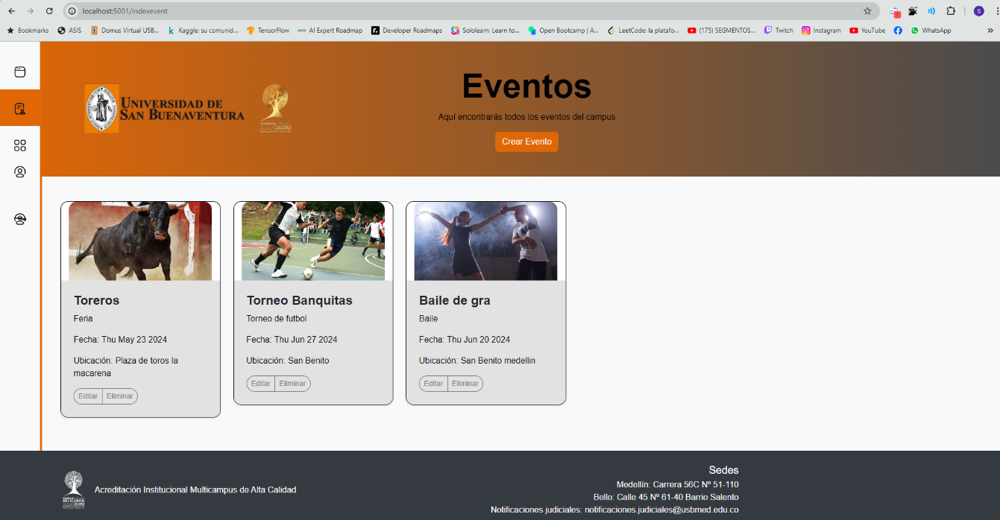 localhost:5001/indexevent
Bookmarks
ASIS
Domus Virtual USB...
Kaggle: su comunid...
TensorFlow
AI Expert Roadmap
Developer Roadmaps
Sololearn: Learn to...
Open Bootcamp | A...
LeetCode: la platafo...
(175) SEGMENTOS...
Twitch
Instagram
YouTube
WhatsApp
UNIVERSIDAD DE
SAN BUENAVENTURA
Eventos
Aquí encontrarás todos los eventos del campus
Crear Evento
Toreros
Feria
Fecha: Thu May 23 2024
Ubicación: Plaza de toros la
macarena
Editar Eliminar
Torneo Banquitas
Torneo de futbol
Fecha: Thu Jun 27 2024
Ubicación: San Benito
Editar Eliminar
Baile de gra
Baile
Fecha: Thu Jun 20 2024
Ubicación: San Benito medellin
Editar Eliminar
Acreditación Institucional Multicampus de Alta Calidad
Sedes
Medellín: Carrera 56C Nº 51-110
Bello: Calle 45 Nº 61-40 Barrio Salento
Notificaciones judiciales: notificaciones.judiciales@usbmed.edu.co